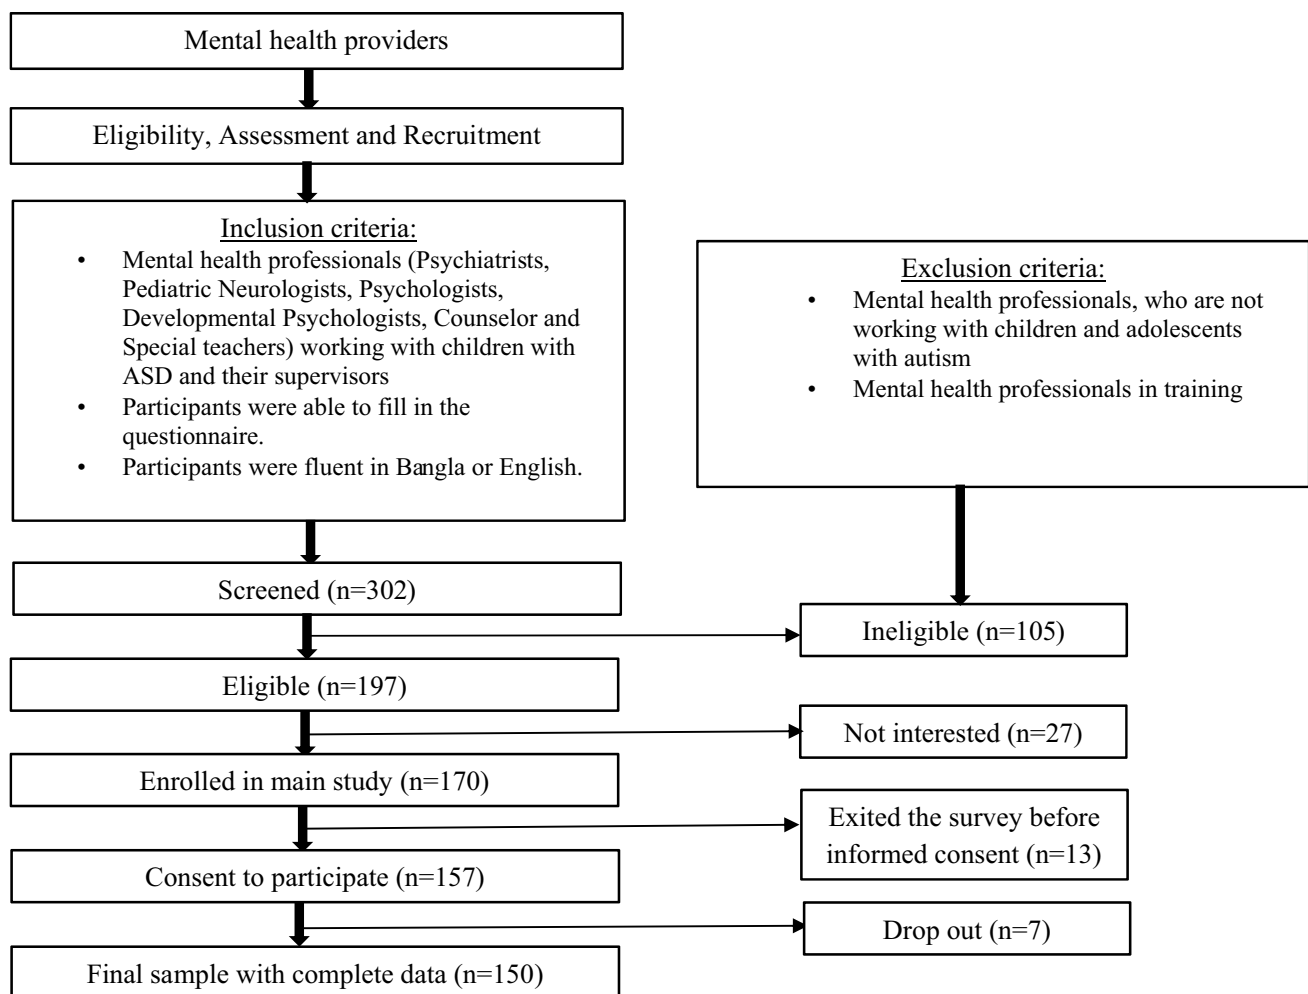 Mental health providers
Eligibility, Assessment and Recruitment
Inclusion criteria:
• Mental health professionals (Psychiatrists,
Pediatric Neurologists, Psychologists,
Developmental Psychologists, Counselor and
Special teachers) working with children with
ASD and their supervisors
• Participants were able to fill in the
questionnaire.
• Participants were fluent in Bangla or English.
Exclusion criteria:
• Mental health professionals, who are not
working with children and adolescents
with autism
• Mental health professionals in training
Screened (n=302)
Ineligible (n=105)
Eligible (n=197)
Not interested (n=27)
Enrolled in main study (n=170)
Exited the survey before
informed consent (n=13)
Consent to participate (n=157)
Drop out (n=7)
Final sample with complete data (n=150)